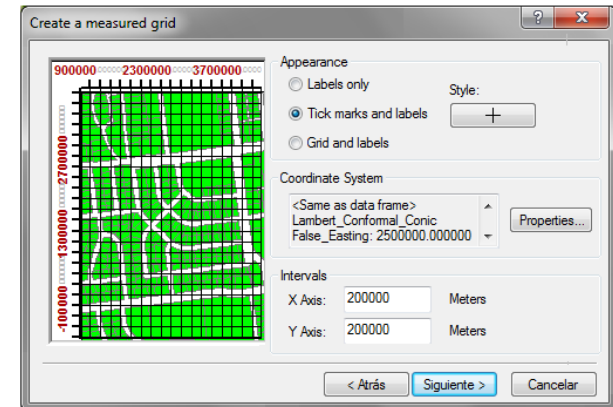 Create a measured grid
900000 2300000 3700000
2700000
1300000
-100000
Appearance
Labels only
Tick marks and labels
Grid and labels
Style:
Coordinate System
<Same as data frame>
Lambert_Conformal_Conic
False_Easting: 2500000.000000
Properties...
Intervals
X Axis: 200000 Meters
Y Axis: 200000 Meters
< Atrás Siguiente > Cancelar